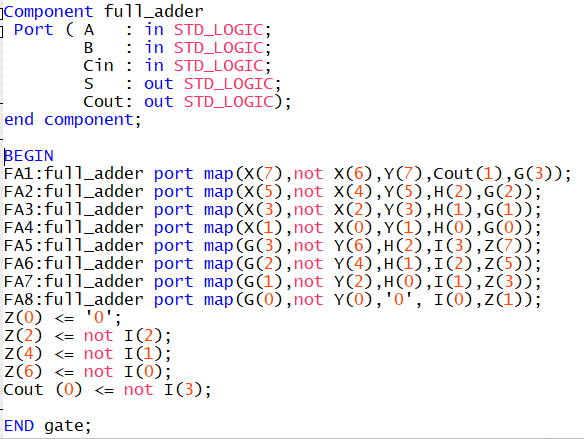 Component full_adder
Port ( A : in STD_LOGIC;
B : in STD_LOGIC;
Cin : in STD_LOGIC;
S : out STD_LOGIC;
Cout: out STD_LOGIC);
end component;
BEGIN
FA1:full_adder port map(X(7),not X(6),Y(7),Cout(1),G(3));
FA2:full_adder port map(X(5),not X(4),Y(5),H(2),G(2));
FA3:full_adder port map(X(3),not X(2),Y(3),H(1),G(1));
FA4:full_adder port map(X(1),not X(0),Y(1),H(0),G(0));
FA5:full_adder port map(G(3),not Y(6),H(2),I(3),Z(7));
FA6:full_adder port map(G(2),not Y(4),H(1),I(2),Z(5));
FA7:full_adder port map(G(1),not Y(2),H(0),I(1),Z(3));
FA8:full_adder port map(G(0),not Y(0),'0', I(0),Z(1));
Z(0) <= '0';
Z(2) <= not I(2);
Z(4) <= not I(1);
Z(6) <= not I(0);
Cout (0) <= not I(3);
END gate;